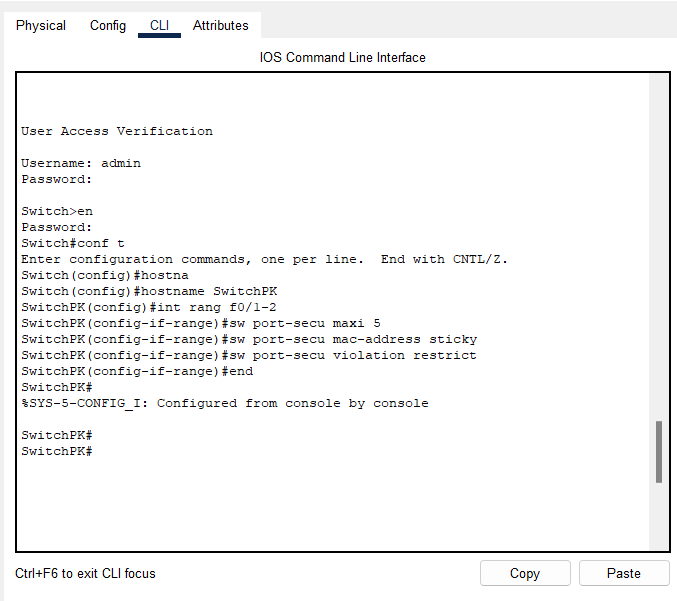 Physical Config CLI Attributes
IOS Command Line Interface
User Access Verification
Username: admin
Password:
Switch>en
Password:
Switch#conf t
Enter configuration commands, one per line.  End with CNTL/Z.
Switch(config)#hostna
Switch(config)#hostname SwitchPK
SwitchPK(config)#int rang f0/1-2
SwitchPK(config-if-range)#sw port-secu maxi 5
SwitchPK(config-if-range)#sw port-secu mac-address sticky
SwitchPK(config-if-range)#sw port-secu violation restrict
SwitchPK(config-if-range)#end
SwitchPK#
%SYS-5-CONFIG_I: Configured from console by console
SwitchPK#
SwitchPK#
Ctrl+F6 to exit CLI focus Copy Paste